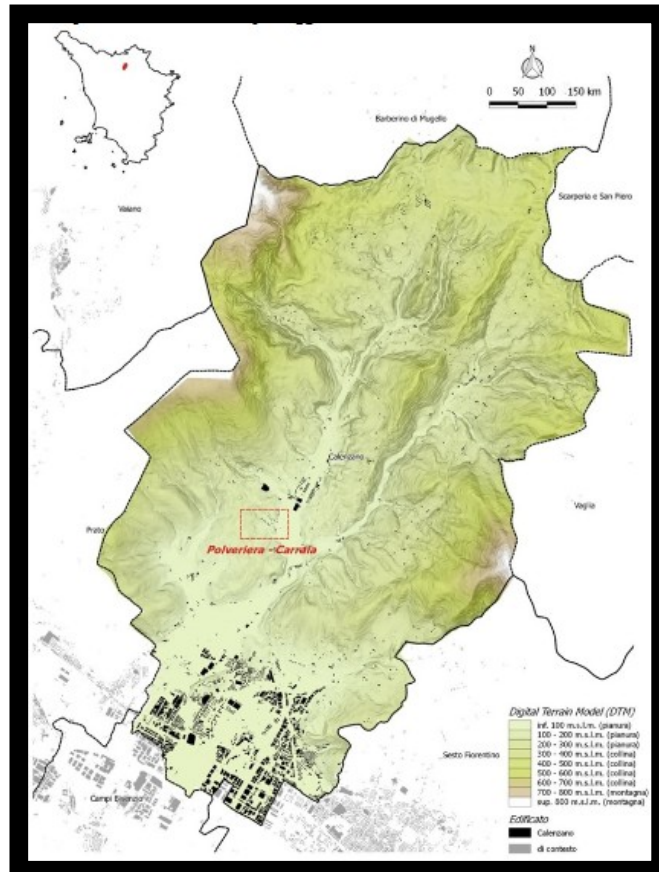 N
0 50 100 150 km
Barberino di Mugello
Scarperia e San Piero
Vaiano
Calenzano
Vaglia
Prato
Polveriera - Carraia
Digital Terrain Model (DTM)
inf. 100 m.s.l.m. (pianura)
100 - 200 m.s.l.m. (pianura)
200 - 300 m.s.l.m. (pianura)
300 - 400 m.s.l.m. (collina)
400 - 500 m.s.l.m. (collina)
500 - 600 m.s.l.m. (collina)
600 - 700 m.s.l.m. (collina)
700 - 800 m.s.l.m. (montagna)
sup. 800 m.s.l.m. (montagna)
Sesto Fiorentino
Campi Bisenzio
Edificato
Calenzano
di contesto